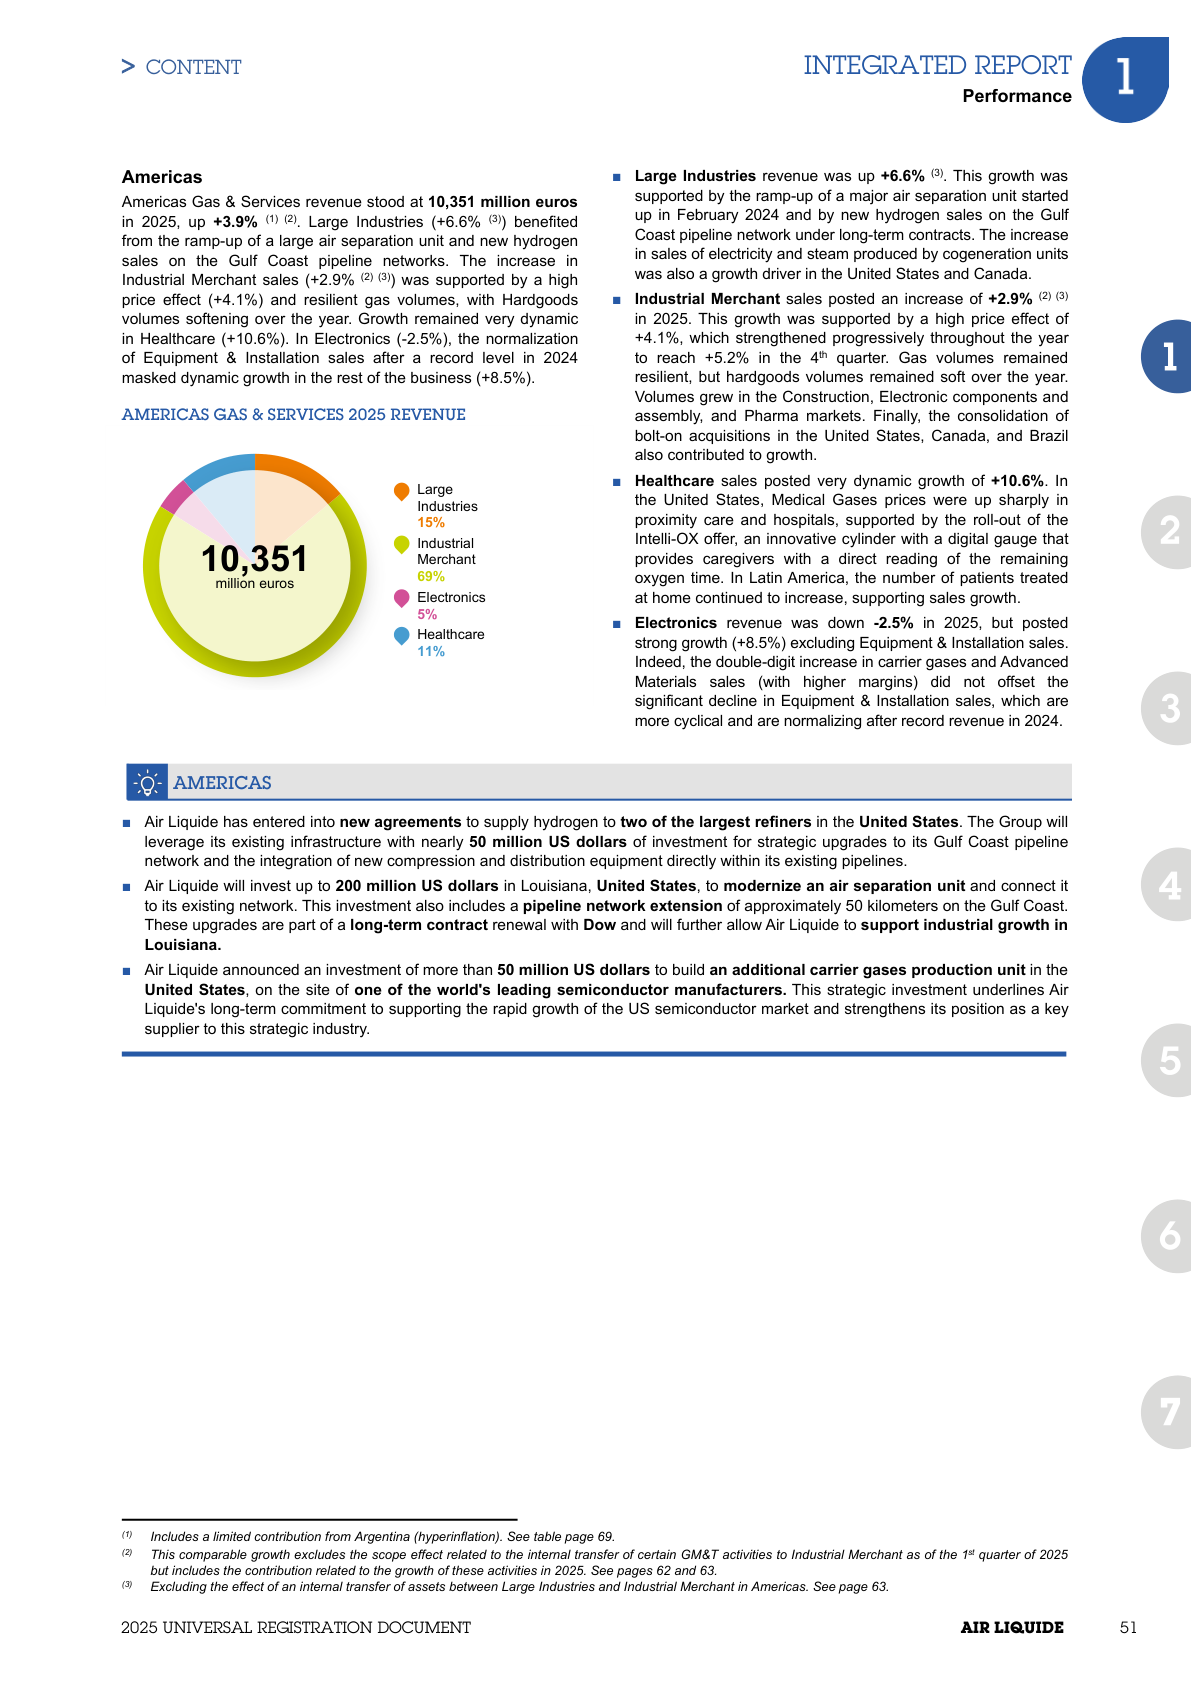 > CONTENT
INTEGRATED REPORT
Performance
1
Americas
Americas Gas & Services revenue stood at 10,351 million euros
in 2025, up +3.9% (1) (2). Large Industries (+6.6% (3)) benefited
from the ramp-up of a large air separation unit and new hydrogen
sales on the Gulf Coast pipeline networks. The increase in
Industrial Merchant sales (+2.9% (2) (3)) was supported by a high
price effect (+4.1%) and resilient gas volumes, with Hardgoods
volumes softening over the year. Growth remained very dynamic
in Healthcare (+10.6%). In Electronics (-2.5%), the normalization
of Equipment & Installation sales after a record level in 2024
masked dynamic growth in the rest of the business (+8.5%).
AMERICAS GAS & SERVICES 2025 REVENUE
10,351
million euros
Large
Industries
15%
Industrial
Merchant
69%
Electronics
5%
Healthcare
11%
■ Large Industries revenue was up +6.6% (3). This growth was
supported by the ramp-up of a major air separation unit started
up in February 2024 and by new hydrogen sales on the Gulf
Coast pipeline network under long-term contracts. The increase
in sales of electricity and steam produced by cogeneration units
was also a growth driver in the United States and Canada.
■ Industrial Merchant sales posted an increase of +2.9% (2) (3)
in 2025. This growth was supported by a high price effect of
+4.1%, which strengthened progressively throughout the year
to reach +5.2% in the 4th quarter. Gas volumes remained
resilient, but hardgoods volumes remained soft over the year.
Volumes grew in the Construction, Electronic components and
assembly, and Pharma markets. Finally, the consolidation of
bolt-on acquisitions in the United States, Canada, and Brazil
also contributed to growth.
■ Healthcare sales posted very dynamic growth of +10.6%. In
the United States, Medical Gases prices were up sharply in
proximity care and hospitals, supported by the roll-out of the
Intelli-OX offer, an innovative cylinder with a digital gauge that
provides caregivers with a direct reading of the remaining
oxygen time. In Latin America, the number of patients treated
at home continued to increase, supporting sales growth.
■ Electronics revenue was down -2.5% in 2025, but posted
strong growth (+8.5%) excluding Equipment & Installation sales.
Indeed, the double-digit increase in carrier gases and Advanced
Materials sales (with higher margins) did not offset the
significant decline in Equipment & Installation sales, which are
more cyclical and are normalizing after record revenue in 2024.
AMERICAS
■ Air Liquide has entered into new agreements to supply hydrogen to two of the largest refiners in the United States. The Group will
leverage its existing infrastructure with nearly 50 million US dollars of investment for strategic upgrades to its Gulf Coast pipeline
network and the integration of new compression and distribution equipment directly within its existing pipelines.
■ Air Liquide will invest up to 200 million US dollars in Louisiana, United States, to modernize an air separation unit and connect it
to its existing network. This investment also includes a pipeline network extension of approximately 50 kilometers on the Gulf Coast.
These upgrades are part of a long-term contract renewal with Dow and will further allow Air Liquide to support industrial growth in
Louisiana.
■ Air Liquide announced an investment of more than 50 million US dollars to build an additional carrier gases production unit in the
United States, on the site of one of the world's leading semiconductor manufacturers. This strategic investment underlines Air
Liquide's long-term commitment to supporting the rapid growth of the US semiconductor market and strengthens its position as a key
supplier to this strategic industry.
1
2
3
4
5
6
7
(1) Includes a limited contribution from Argentina (hyperinflation). See table page 69.
(2) This comparable growth excludes the scope effect related to the internal transfer of certain GM&T activities to Industrial Merchant as of the 1st quarter of 2025
but includes the contribution related to the growth of these activities in 2025. See pages 62 and 63.
(3) Excluding the effect of an internal transfer of assets between Large Industries and Industrial Merchant in Americas. See page 63.
2025 UNIVERSAL REGISTRATION DOCUMENT
AIR LIQUIDE 51